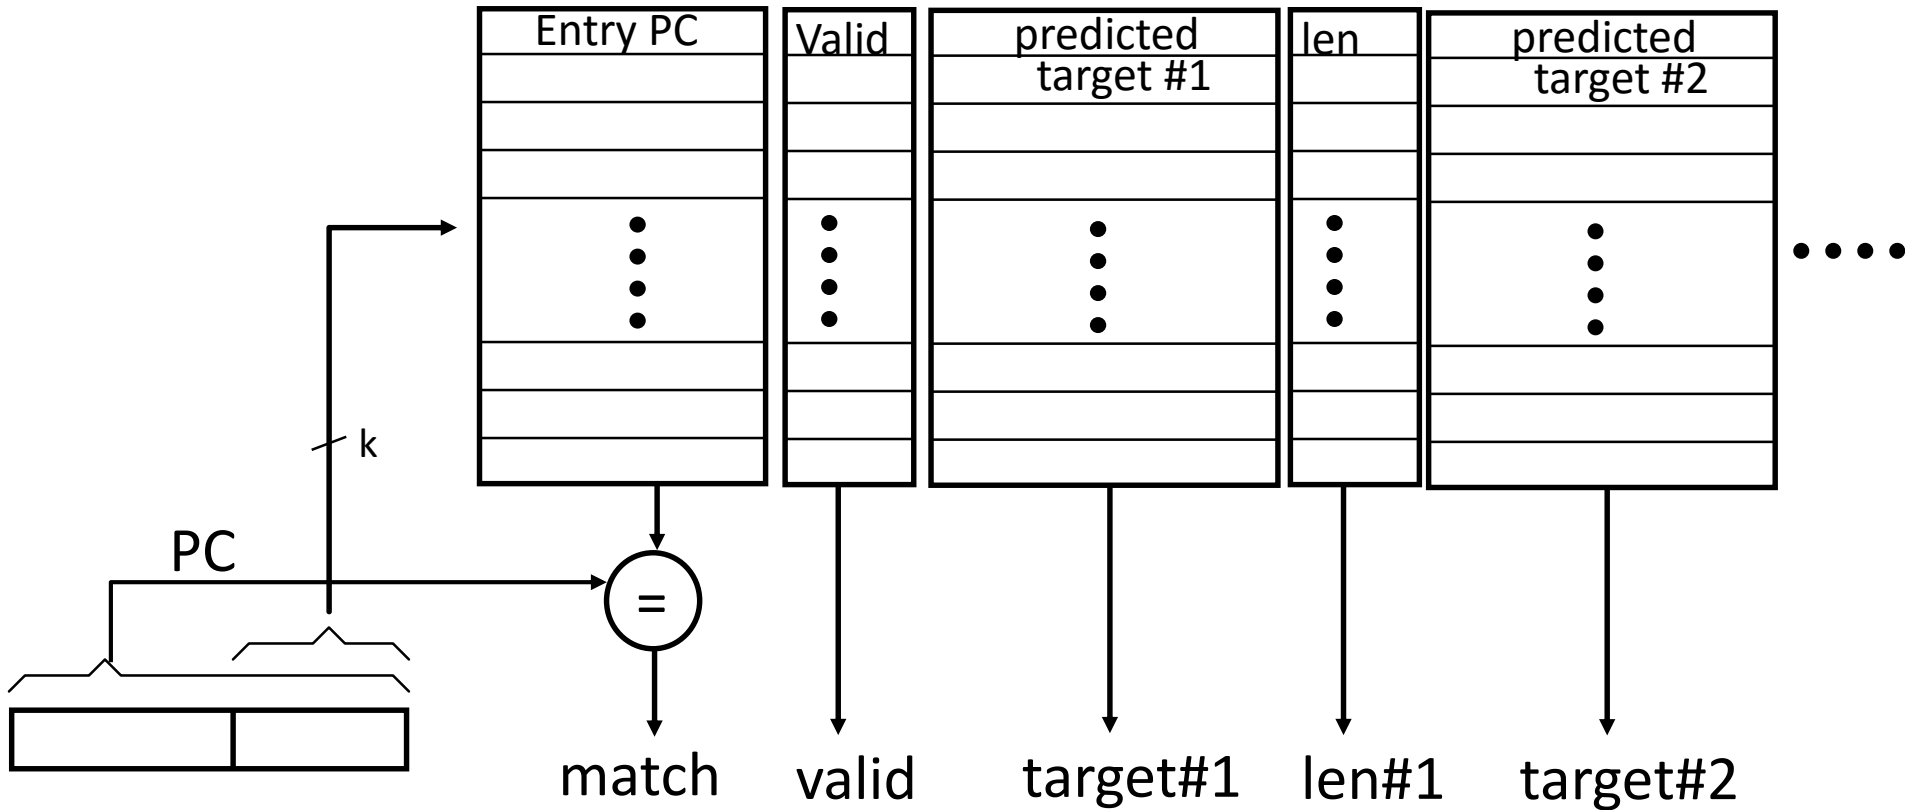 Entry PC
Valid
predicted
target #1
len
predicted
target #2
k
PC
=
match
valid
target#1
len#1
target#2